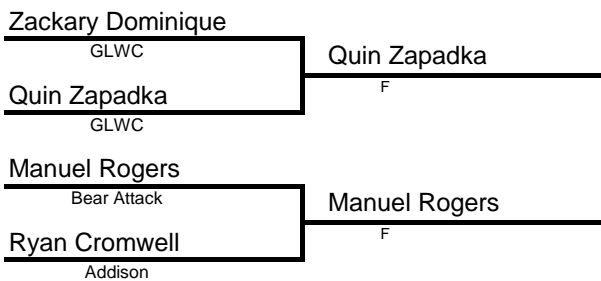 Zackary Dominique
GLWC
Quin Zapadka
GLWC
Manuel Rogers
Bear Attack
Ryan Cromwell
Addison
Quin Zapadka
F
Manuel Rogers
F